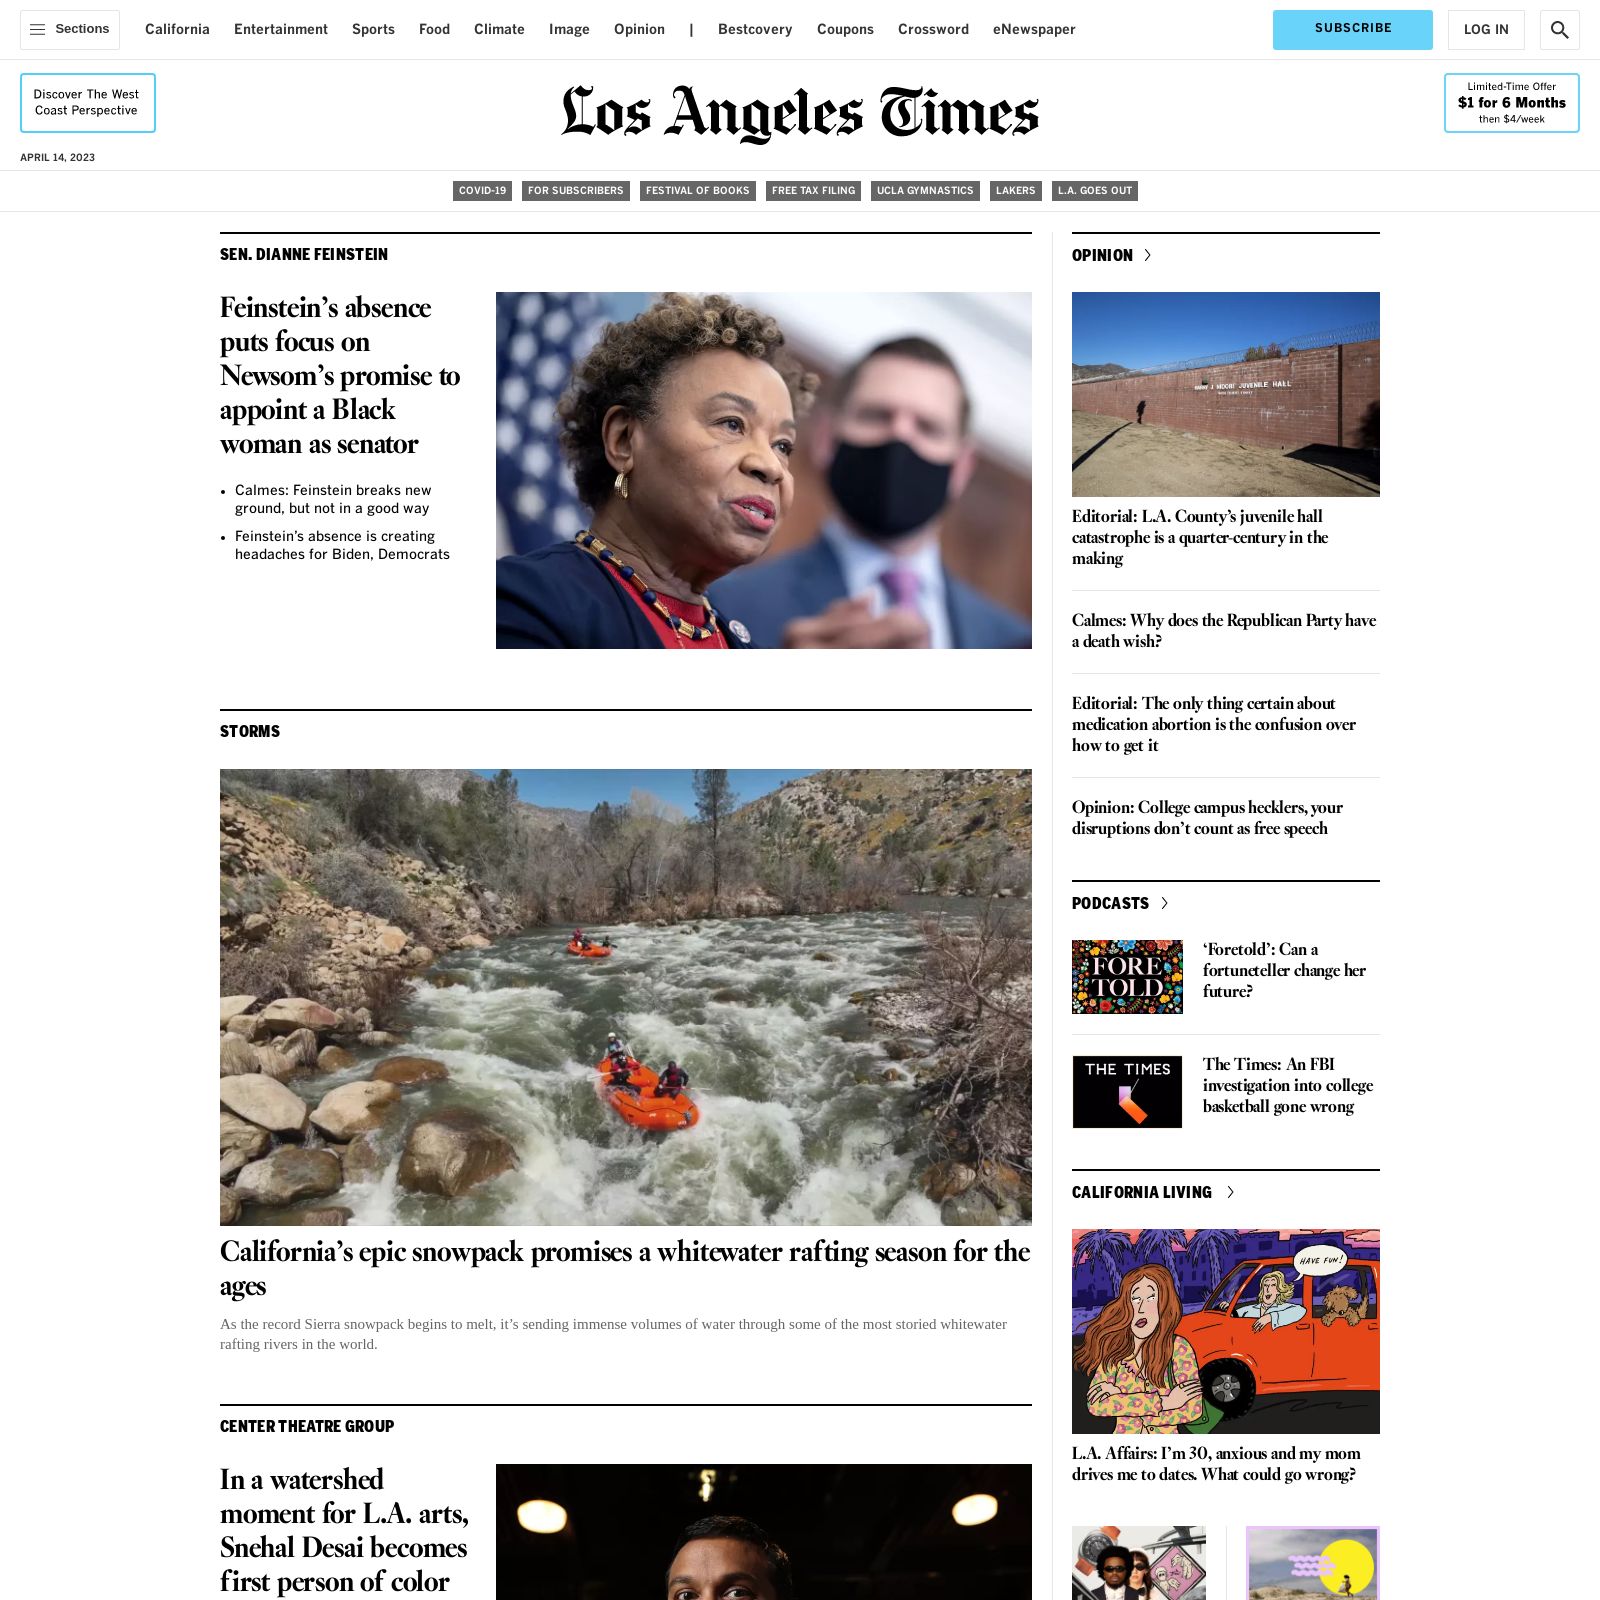 Sections
California Entertainment Sports Food Climate Image Opinion | Bestcovery Coupons Crossword eNewspaper
SUBSCRIBE
LOG IN
Discover The West
Coast Perspective
Los Angeles Times
Limited-Time Offer
$1 for 6 Months
then $4/week
APRIL 14, 2023
COVID-19 FOR SUBSCRIBERS FESTIVAL OF BOOKS FREE TAX FILING UCLA GYMNASTICS LAKERS L.A. GOES OUT
SEN. DIANNE FEINSTEIN
Feinstein’s absence
puts focus on
Newsom’s promise to
appoint a Black
woman as senator
• Calmes: Feinstein breaks new
ground, but not in a good way
• Feinstein’s absence is creating
headaches for Biden, Democrats
STORMS
California’s epic snowpack promises a whitewater rafting season for the
ages
As the record Sierra snowpack begins to melt, it’s sending immense volumes of water through some of the most storied whitewater
rafting rivers in the world.
CENTER THEATRE GROUP
In a watershed
moment for L.A. arts,
Snehal Desai becomes
first person of color
OPINION
JUVENILE HALL
Editorial: L.A. County’s juvenile hall
catastrophe is a quarter-century in the
making
Calmes: Why does the Republican Party have
a death wish?
Editorial: The only thing certain about
medication abortion is the confusion over
how to get it
Opinion: College campus hecklers, your
disruptions don’t count as free speech
PODCASTS
FORE
TOLD
‘Foretold’: Can a
fortuneteller change her
future?
THE TIMES
The Times: An FBI
investigation into college
basketball gone wrong
CALIFORNIA LIVING
HAVE FUN!
L.A. Affairs: I’m 30, anxious and my mom
drives me to dates. What could go wrong?